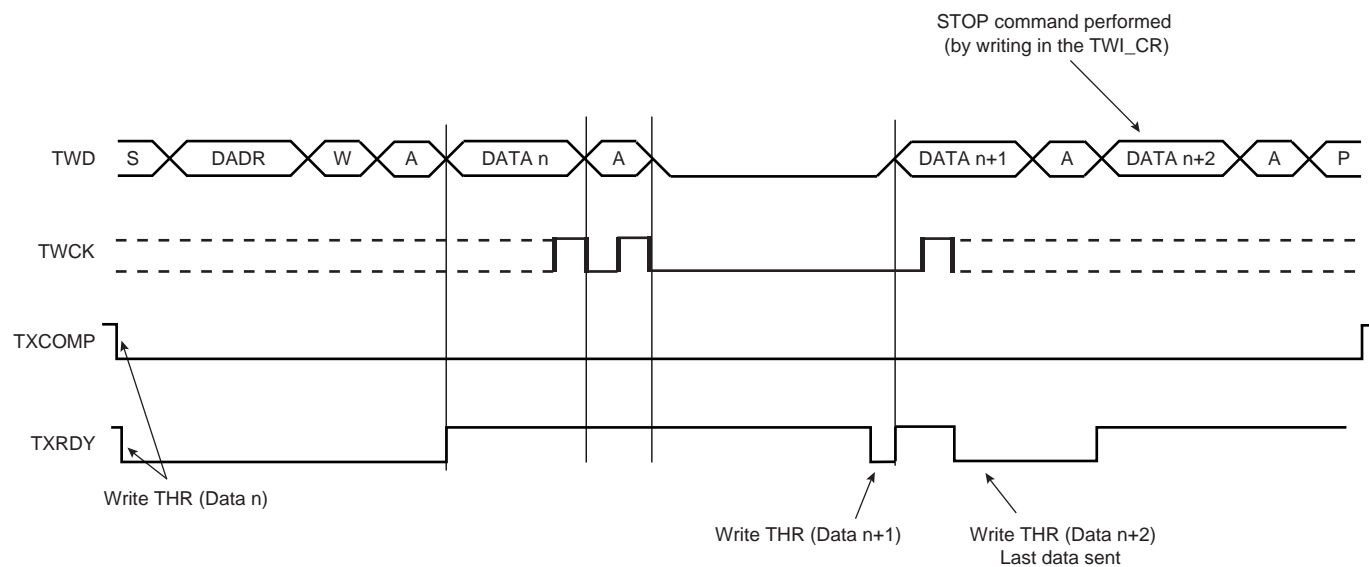 STOP command performed
(by writing in the TWI_CR)
TWD S DADR W A DATA n A DATA n+1 A DATA n+2 A P
TWCK
TXCOMP
TXRDY
Write THR (Data n)
Write THR (Data n+1)
Write THR (Data n+2)
Last data sent